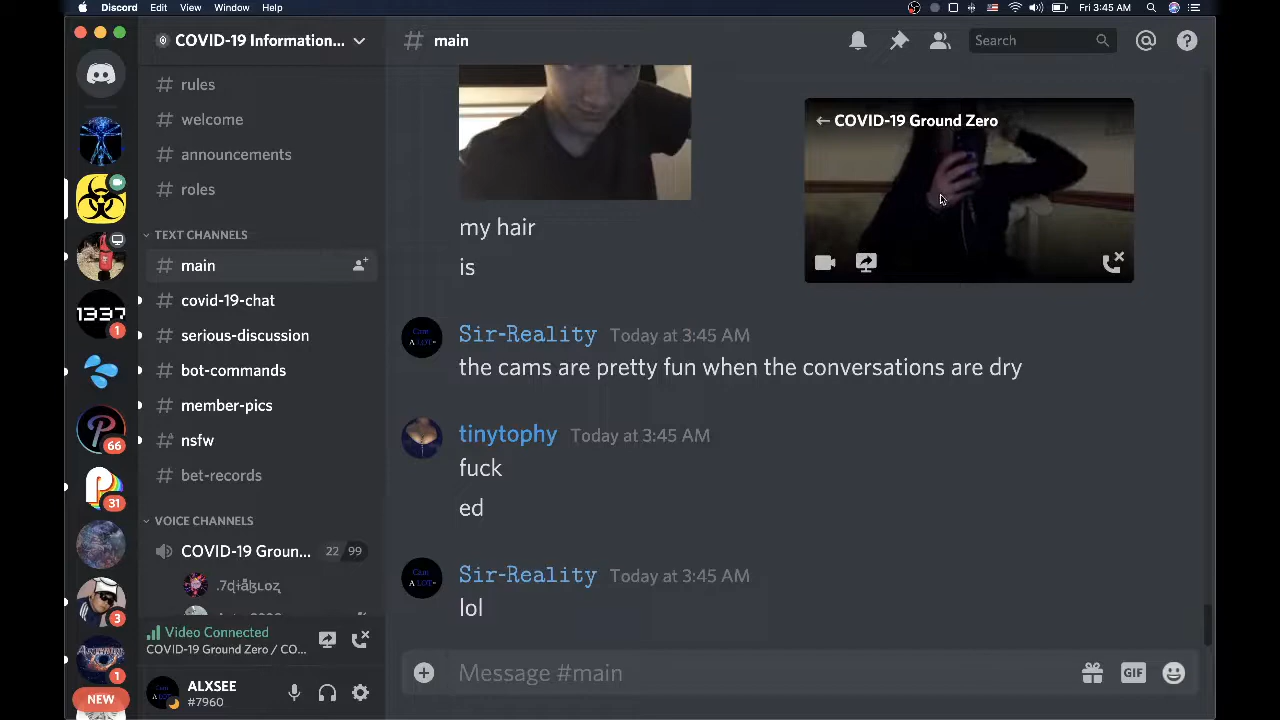 Discord Edit View Window Help
Fri 3:45 AM
COVID-19 Information...
# main
Search
# rules
# welcome
# announcements
# roles
TEXT CHANNELS
# main
# covid-19-chat
# serious-discussion
# bot-commands
# member-pics
# nsfw
# bet-records
VOICE CHANNELS
COVID-19 Groun... 22 / 99
Video Connected
COVID-19 Ground Zero / CO...
ALXSEE
#7960
1337
1
66
31
3
1
NEW
← COVID-19 Ground Zero
my hair
is
Sir-Reality Today at 3:45 AM
the cams are pretty fun when the conversations are dry
tinytophy Today at 3:45 AM
fuck
ed
Sir-Reality Today at 3:45 AM
lol
Message #main
GIF